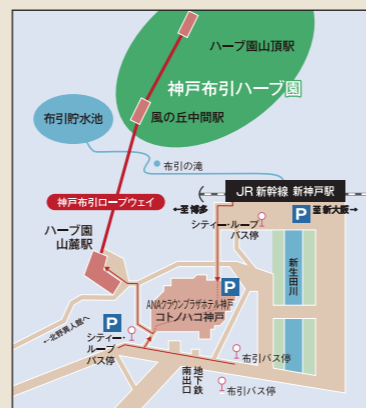 ハーブ園山頂駅
神戸布引ハーブ園
風の丘中間駅
布引貯水池
布引の滝
JR 新幹線 新神戸駅
←至博多
P
至新大阪→
神戸布引ロープウェイ
シティー・ループ
バス停
ハーブ園
山麓駅
新生田川
P
ANAクラウンプラザホテル神戸
コトノハコ神戸
←北野異人館へ
P
シティー・
ループ
バス停
布引バス停
地下鉄
南出口
布引バス停